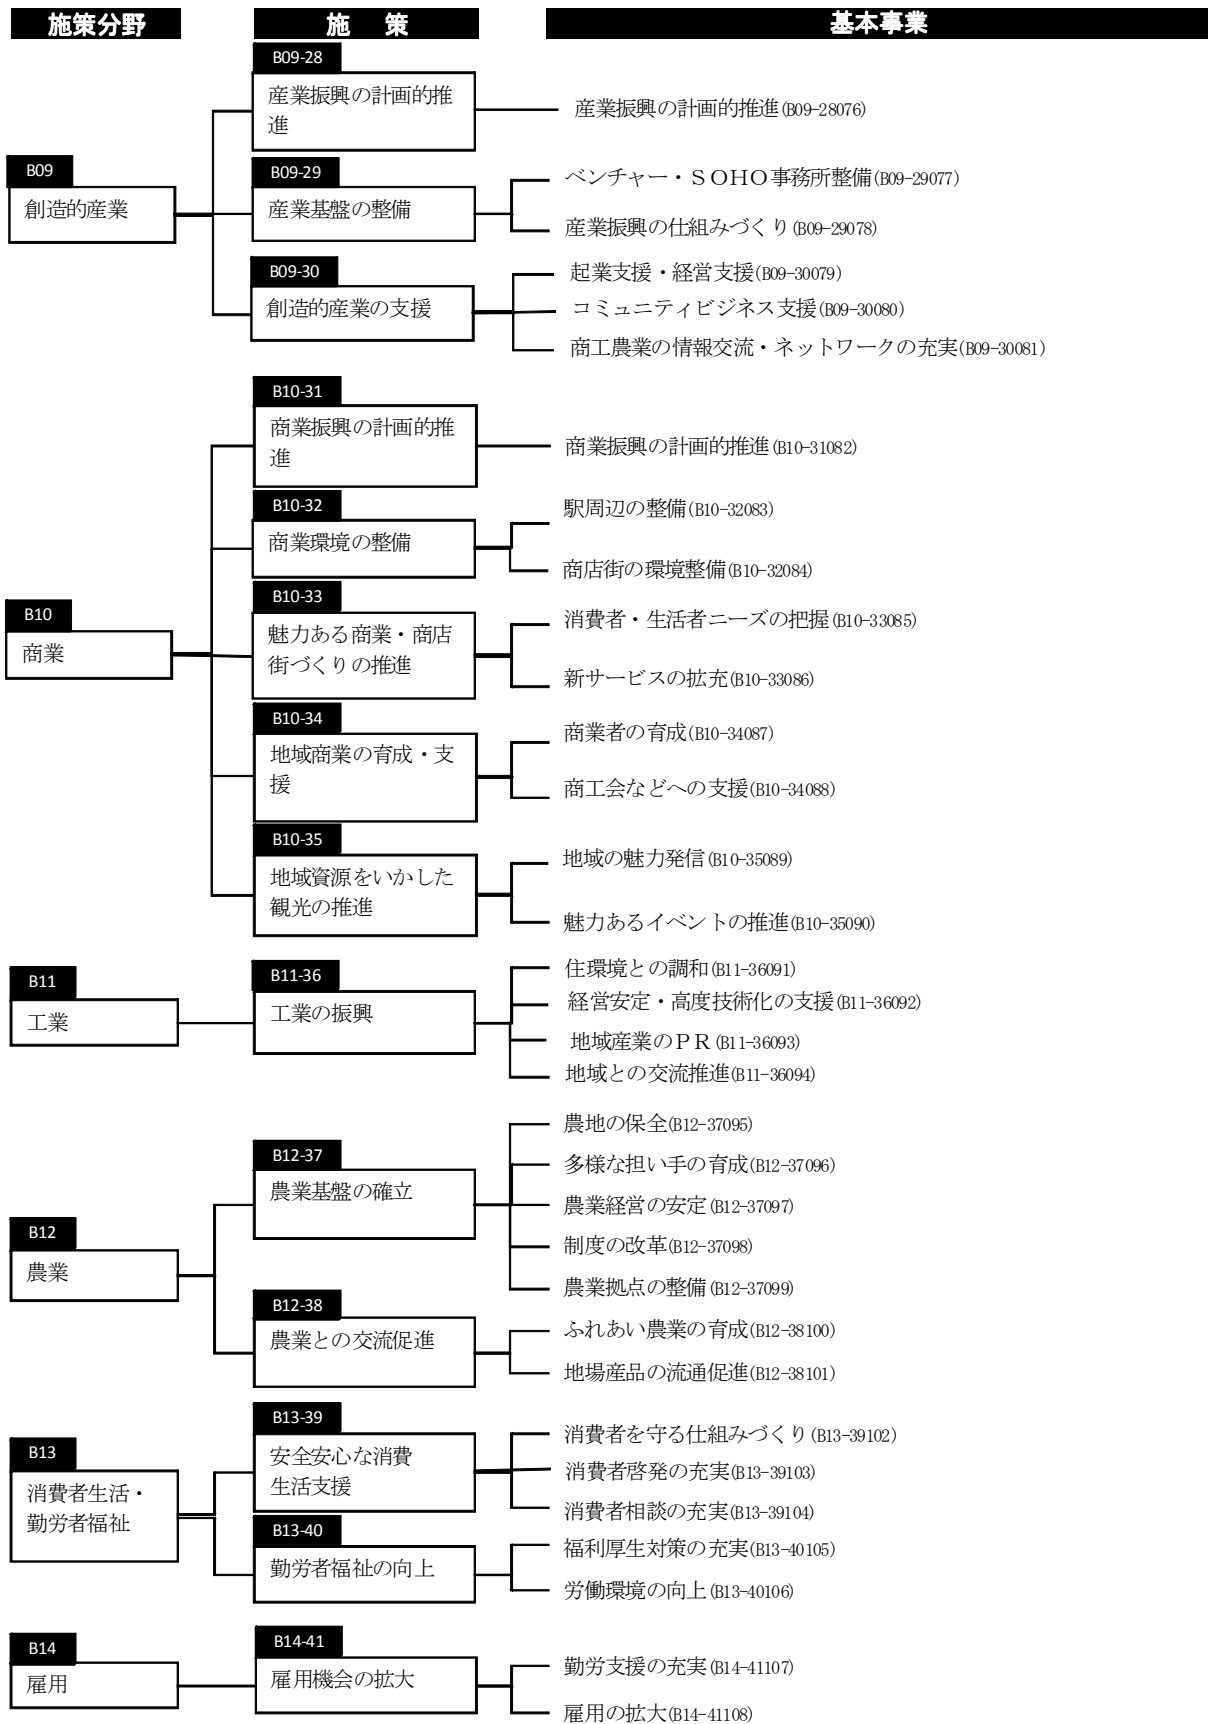 施策分野
施　策
基本事業
B09
創造的産業
B09-28
産業振興の計画的推
進
産業振興の計画的推進(B09-28076)
B09-29
産業基盤の整備
ベンチャー・ＳＯＨＯ事務所整備(B09-29077)
産業振興の仕組みづくり(B09-29078)
B09-30
創造的産業の支援
起業支援・経営支援(B09-30079)
コミュニティビジネス支援(B09-30080)
商工農業の情報交流・ネットワークの充実(B09-30081)
B10
商業
B10-31
商業振興の計画的推
進
商業振興の計画的推進(B10-31082)
B10-32
商業環境の整備
駅周辺の整備(B10-32083)
商店街の環境整備(B10-32084)
B10-33
魅力ある商業・商店
街づくりの推進
消費者・生活者ニーズの把握(B10-33085)
新サービスの拡充(B10-33086)
B10-34
地域商業の育成・支
援
商業者の育成(B10-34087)
商工会などへの支援(B10-34088)
B10-35
地域資源をいかした
観光の推進
地域の魅力発信(B10-35089)
魅力あるイベントの推進(B10-35090)
B11
工業
B11-36
工業の振興
住環境との調和(B11-36091)
経営安定・高度技術化の支援(B11-36092)
地域産業のＰＲ(B11-36093)
地域との交流推進(B11-36094)
B12
農業
B12-37
農業基盤の確立
農地の保全(B12-37095)
多様な担い手の育成(B12-37096)
農業経営の安定(B12-37097)
制度の改革(B12-37098)
農業拠点の整備(B12-37099)
B12-38
農業との交流促進
ふれあい農業の育成(B12-38100)
地場産品の流通促進(B12-38101)
B13
消費者生活・
勤労者福祉
B13-39
安全安心な消費
生活支援
消費者を守る仕組みづくり(B13-39102)
消費者啓発の充実(B13-39103)
消費者相談の充実(B13-39104)
B13-40
勤労者福祉の向上
福利厚生対策の充実(B13-40105)
労働環境の向上(B13-40106)
B14
雇用
B14-41
雇用機会の拡大
勤労支援の充実(B14-41107)
雇用の拡大(B14-41108)